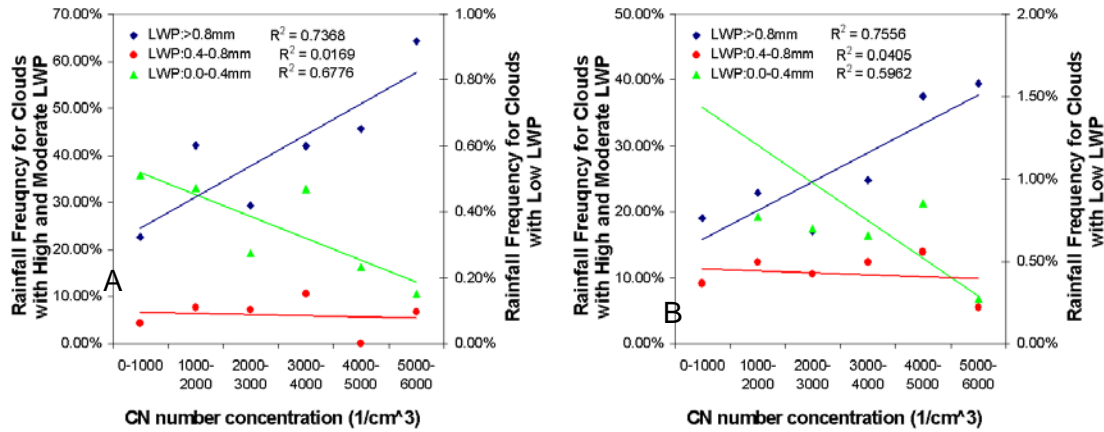 50.00%
40.00%
30.00%
20.00%
10.00%
0.00%
60.00%
70.00%
1.00%
0.80%
0.60%
0.40%
0.20%
0.00%
LWP:>0.8mm R² = 0.7368
LWP:0.4-0.8mm R² = 0.0169
LWP:0.0-0.4mm R² = 0.6776
Rainfall Freuqncy for Clouds
with High and Moderate LWP
Rainfall Frequency for Clouds
with Low LWP
A
0-1000
1000-
2000
2000-
3000
3000-
4000
4000-
5000
5000-
6000
CN number concentration (1/cm^3)
50.00%
40.00%
30.00%
20.00%
10.00%
0.00%
2.00%
1.50%
1.00%
0.50%
0.00%
LWP:>0.8mm R² = 0.7556
LWP:0.4-0.8mm R² = 0.0405
LWP:0.0-0.4mm R² = 0.5962
Rainfall Freuqncy for Clouds
with High and Moderate LWP
Rainfall Frequency for Clouds
with Low LWP
B
0-1000
1000-
2000
2000-
3000
3000-
4000
4000-
5000
5000-
6000
CN number concentration (1/cm^3)